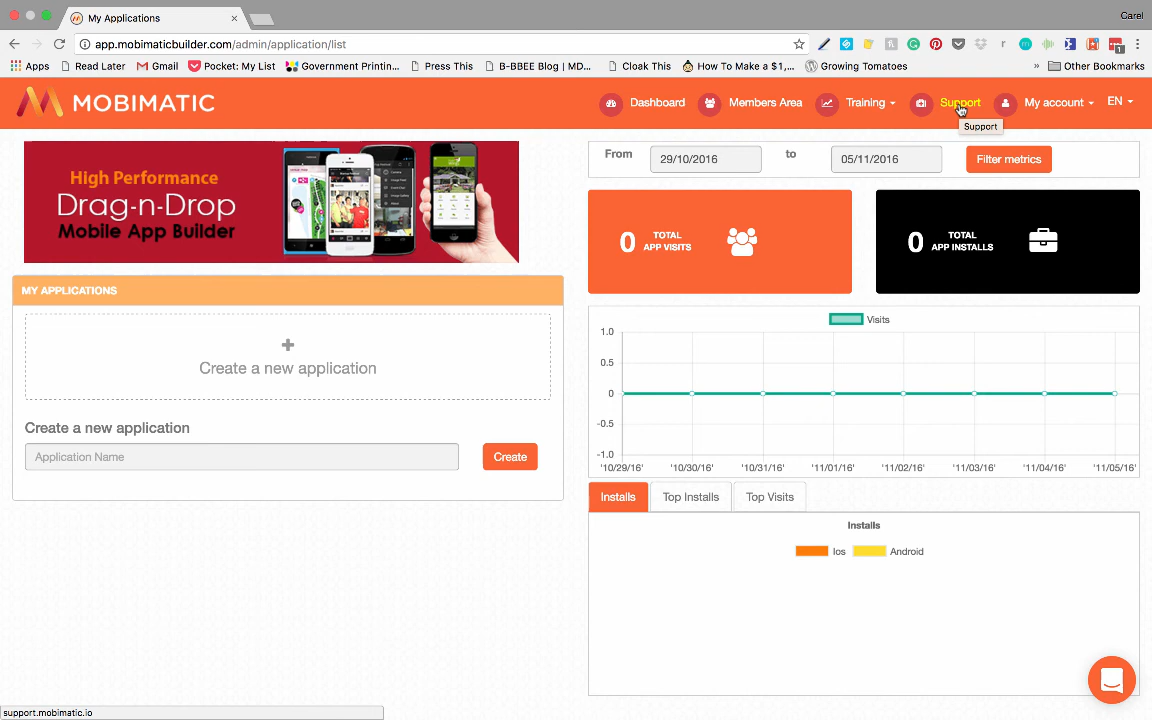 My Applications
Carel
app.mobimaticbuilder.com/admin/application/list
Apps
Read Later
Gmail
Pocket: My List
Government Printin...
Press This
B-BBEE Blog | MD...
Cloak This
How To Make a $1,...
Growing Tomatoes
»
Other Bookmarks
MOBIMATIC
Dashboard
Members Area
Training
Support
My account
EN
Support
High Performance
Drag-n-Drop
Mobile App Builder
From
29/10/2016
to
05/11/2016
Filter metrics
0
TOTAL
APP VISITS
0
TOTAL
APP INSTALLS
MY APPLICATIONS
Create a new application
Create a new application
Application Name
Create
Visits
1.0
0.5
0
-0.5
-1.0
'10/29/16'
'10/30/16'
'10/31/16'
'11/01/16'
'11/02/16'
'11/03/16'
'11/04/16'
'11/05/16'
Installs
Top Installs
Top Visits
Installs
Ios
Android
support.mobimatic.io